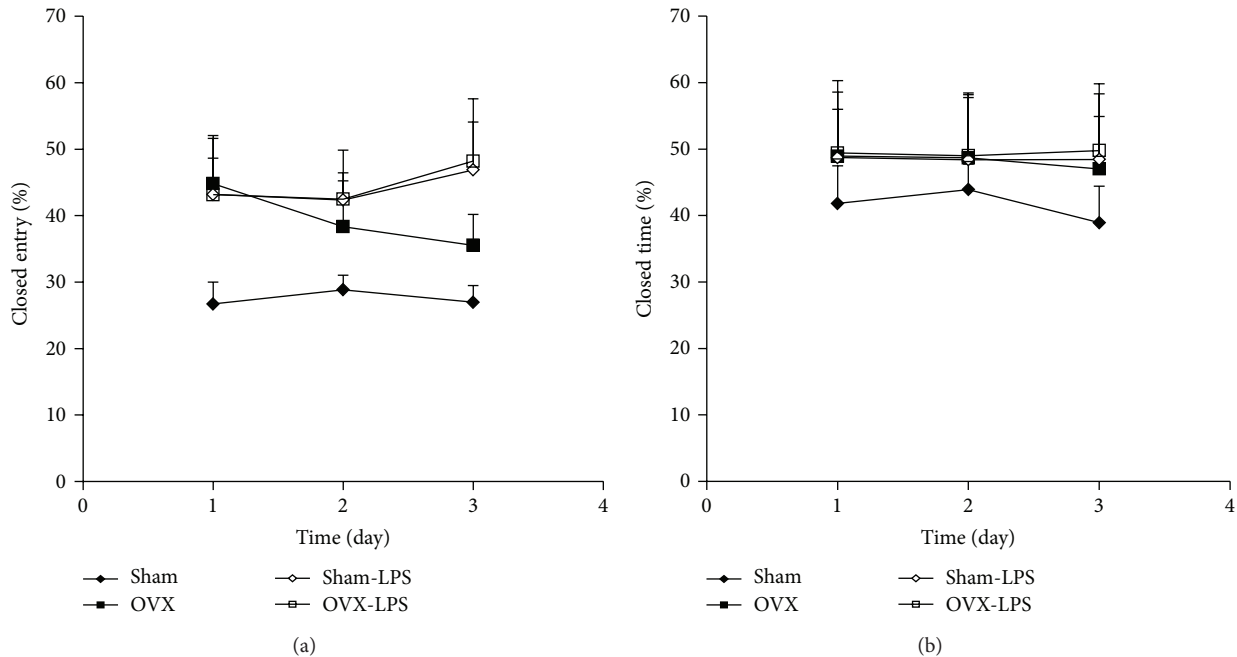 70
60
50
40
30
20
10
0
Closed entry (%)
0 1 2 3 4
Time (day)
Sham Sham-LPS
OVX OVX-LPS
(a)
70
60
50
40
30
20
10
0
Closed time (%)
0 1 2 3 4
Time (day)
Sham Sham-LPS
OVX OVX-LPS
(b)